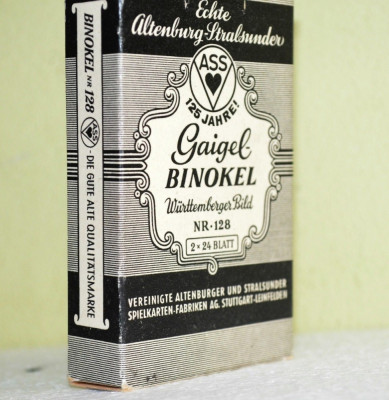 Echte
Altenburg-Stralsunder
ASS
125 JAHRE!
Gaigel-
BINOKEL
Württemberger Bild
NR·128
2×24 BLATT
VEREINIGTE ALTENBURGER UND STRALSUNDER
SPIELKARTEN-FABRIKEN AG. STUTTGART-LEINFELDEN
BINOKEL NR 128 ASS - DIE GUTE ALTE QUALITÄTSMARKE